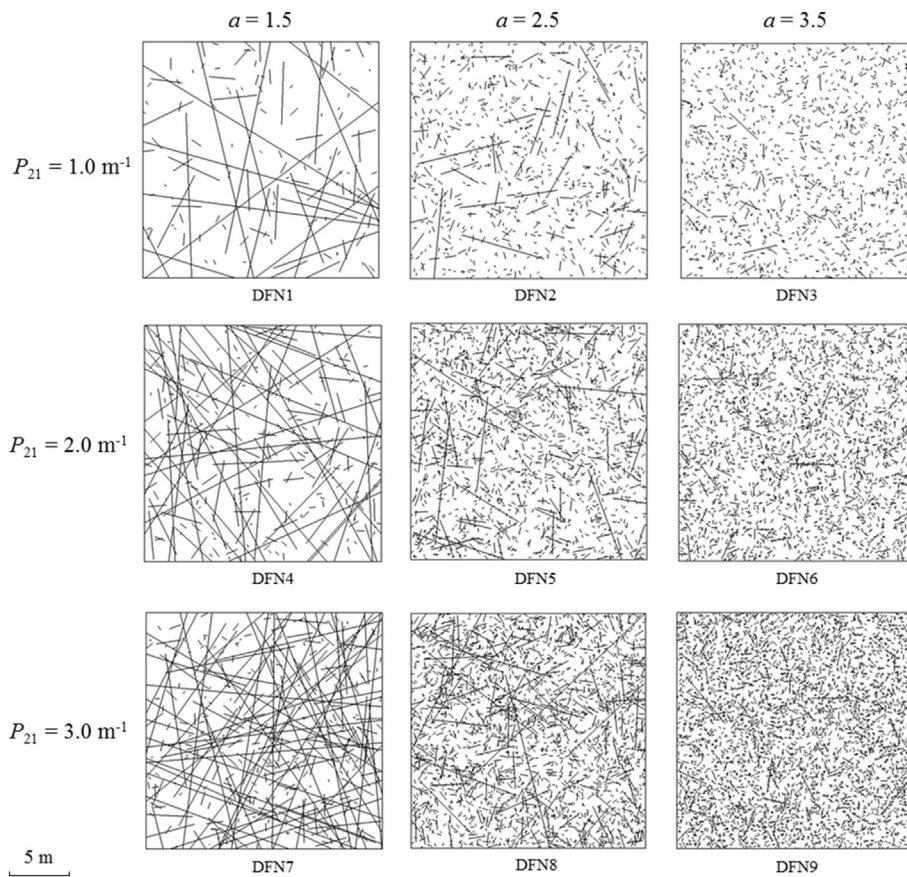 a = 1.5 a = 2.5 a = 3.5
P₂₁ = 1.0 m⁻¹
DFN1 DFN2 DFN3
P₂₁ = 2.0 m⁻¹
DFN4 DFN5 DFN6
P₂₁ = 3.0 m⁻¹
5 m
DFN7 DFN8 DFN9